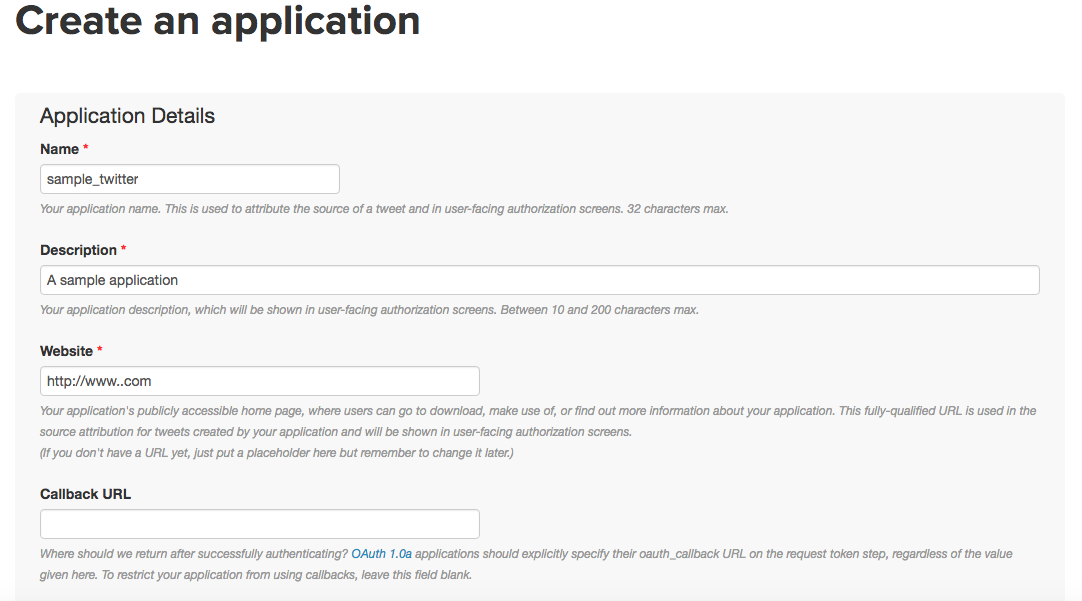 Create an application
Application Details
Name *
sample_twitter
Your application name. This is used to attribute the source of a tweet and in user-facing authorization screens. 32 characters max.
Description *
A sample application
Your application description, which will be shown in user-facing authorization screens. Between 10 and 200 characters max.
Website *
http://www..com
Your application's publicly accessible home page, where users can go to download, make use of, or find out more information about your application. This fully-qualified URL is used in the
source attribution for tweets created by your application and will be shown in user-facing authorization screens.
(If you don't have a URL yet, just put a placeholder here but remember to change it later.)
Callback URL
Where should we return after successfully authenticating? OAuth 1.0a applications should explicitly specify their oauth_callback URL on the request token step, regardless of the value
given here. To restrict your application from using callbacks, leave this field blank.